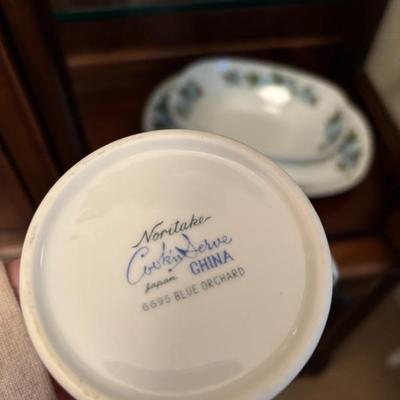 Noritake
Cook'n Serve
Japan CHINA
6695 BLUE ORCHARD